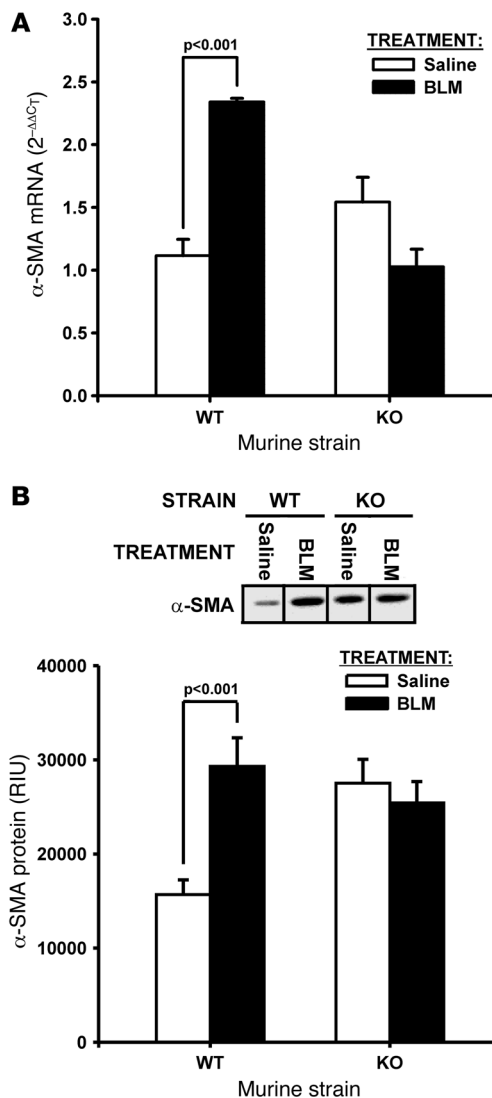 A
α-SMA mRNA (2^–ΔΔCT)
3.0
2.5
2.0
1.5
1.0
0.5
0.0
p<0.001
TREATMENT:
Saline
BLM
WT
KO
Murine strain
B
STRAIN WT KO
TREATMENT Saline BLM Saline BLM
α-SMA
α-SMA protein (RIU)
40000
30000
20000
10000
0
p<0.001
TREATMENT:
Saline
BLM
WT
KO
Murine strain